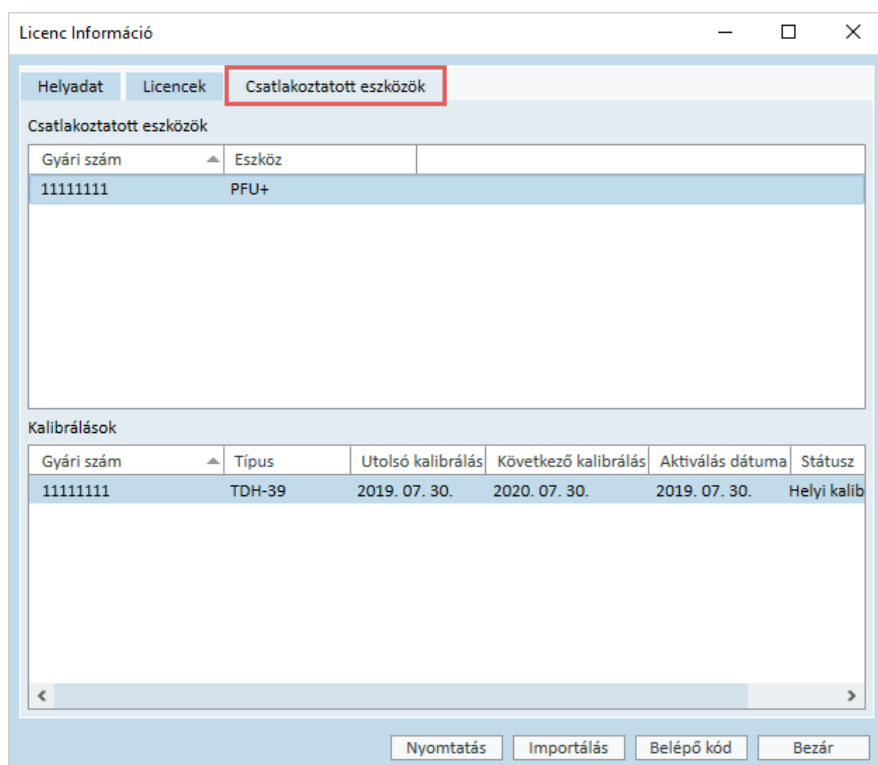 Licenc Információ
Helyadat Licencek Csatlakoztatott eszközök
Csatlakoztatott eszközök
Gyári szám Eszköz
11111111 PFU+
Kalibrálások
Gyári szám Típus Utolsó kalibrálás Következő kalibrálás Aktiválás dátuma Státusz
11111111 TDH-39 2019. 07. 30. 2020. 07. 30. 2019. 07. 30. Helyi kalib
Nyomtatás Importálás Belépő kód Bezár